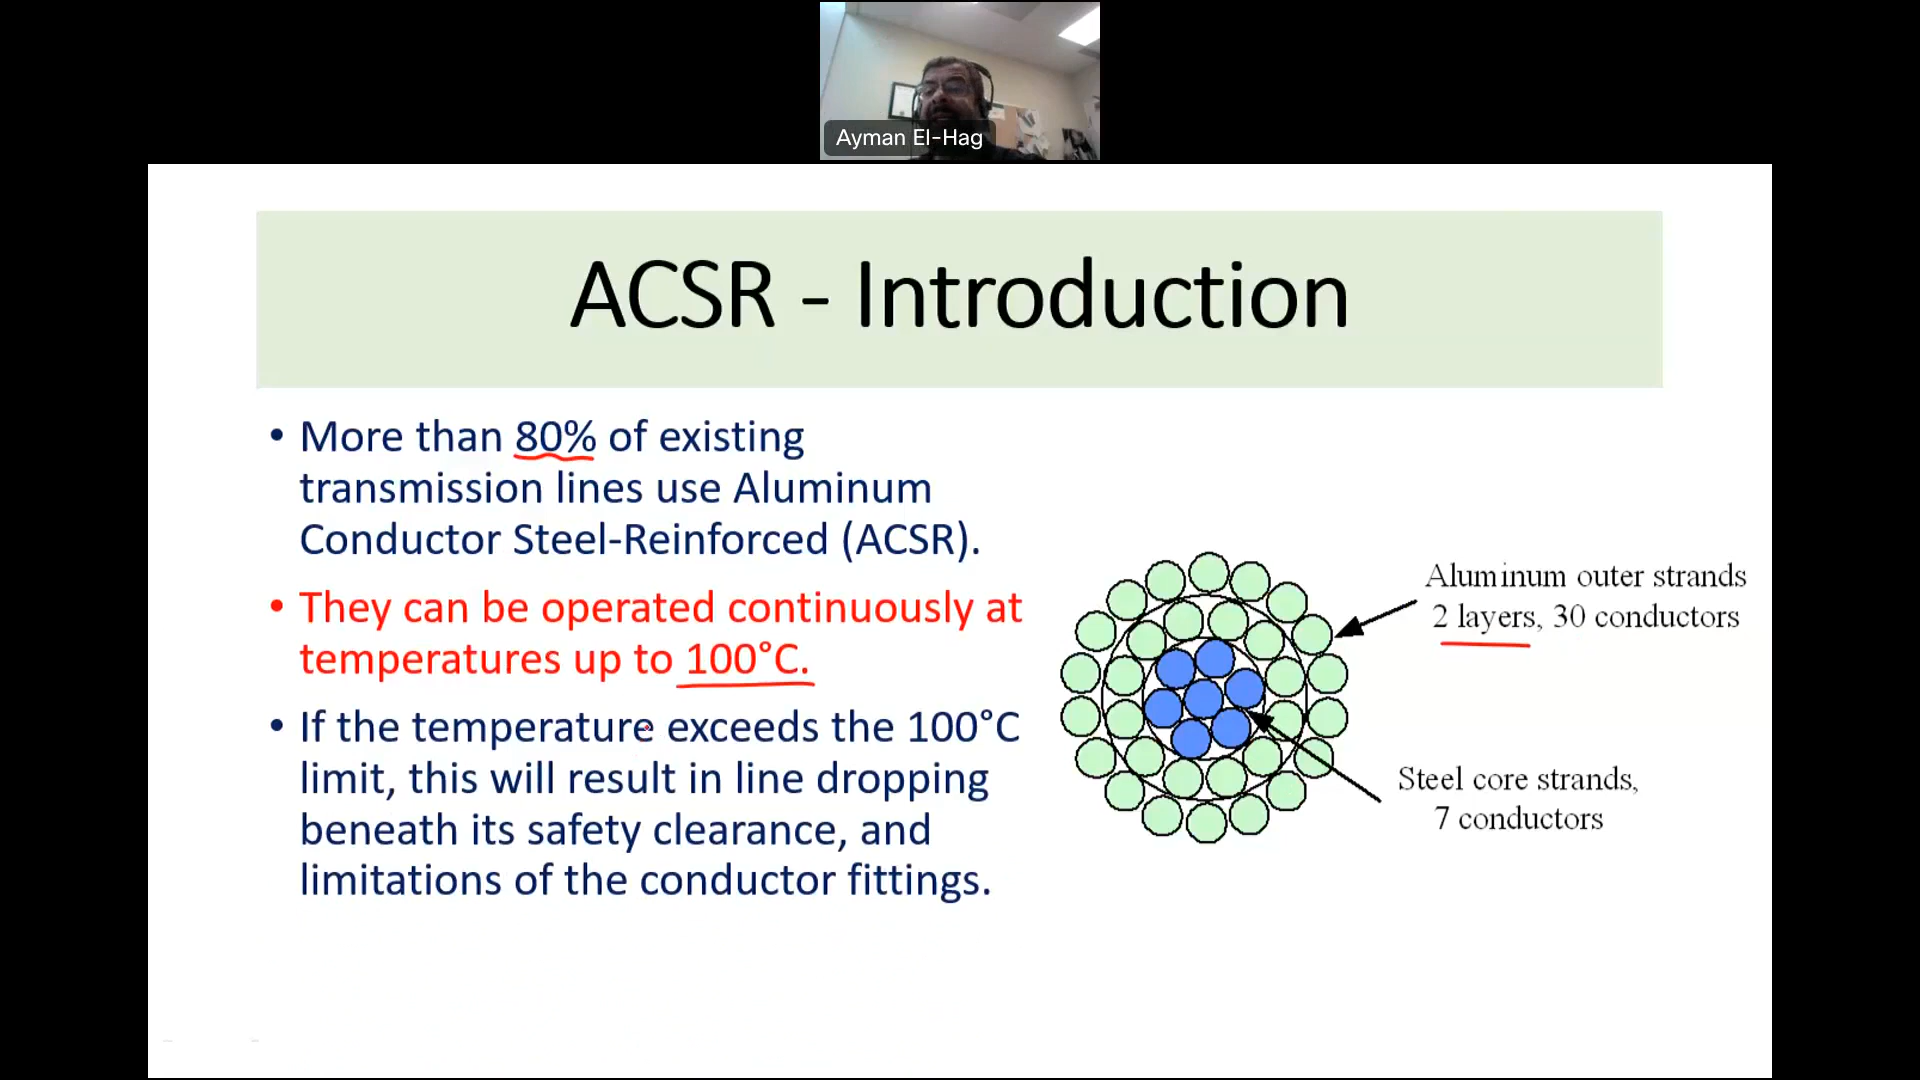 Ayman El-Hag
ACSR - Introduction
• More than 80% of existing
transmission lines use Aluminum
Conductor Steel-Reinforced (ACSR).
• They can be operated continuously at
temperatures up to 100°C.
• If the temperature exceeds the 100°C
limit, this will result in line dropping
beneath its safety clearance, and
limitations of the conductor fittings.
Aluminum outer strands
2 layers, 30 conductors
Steel core strands,
7 conductors